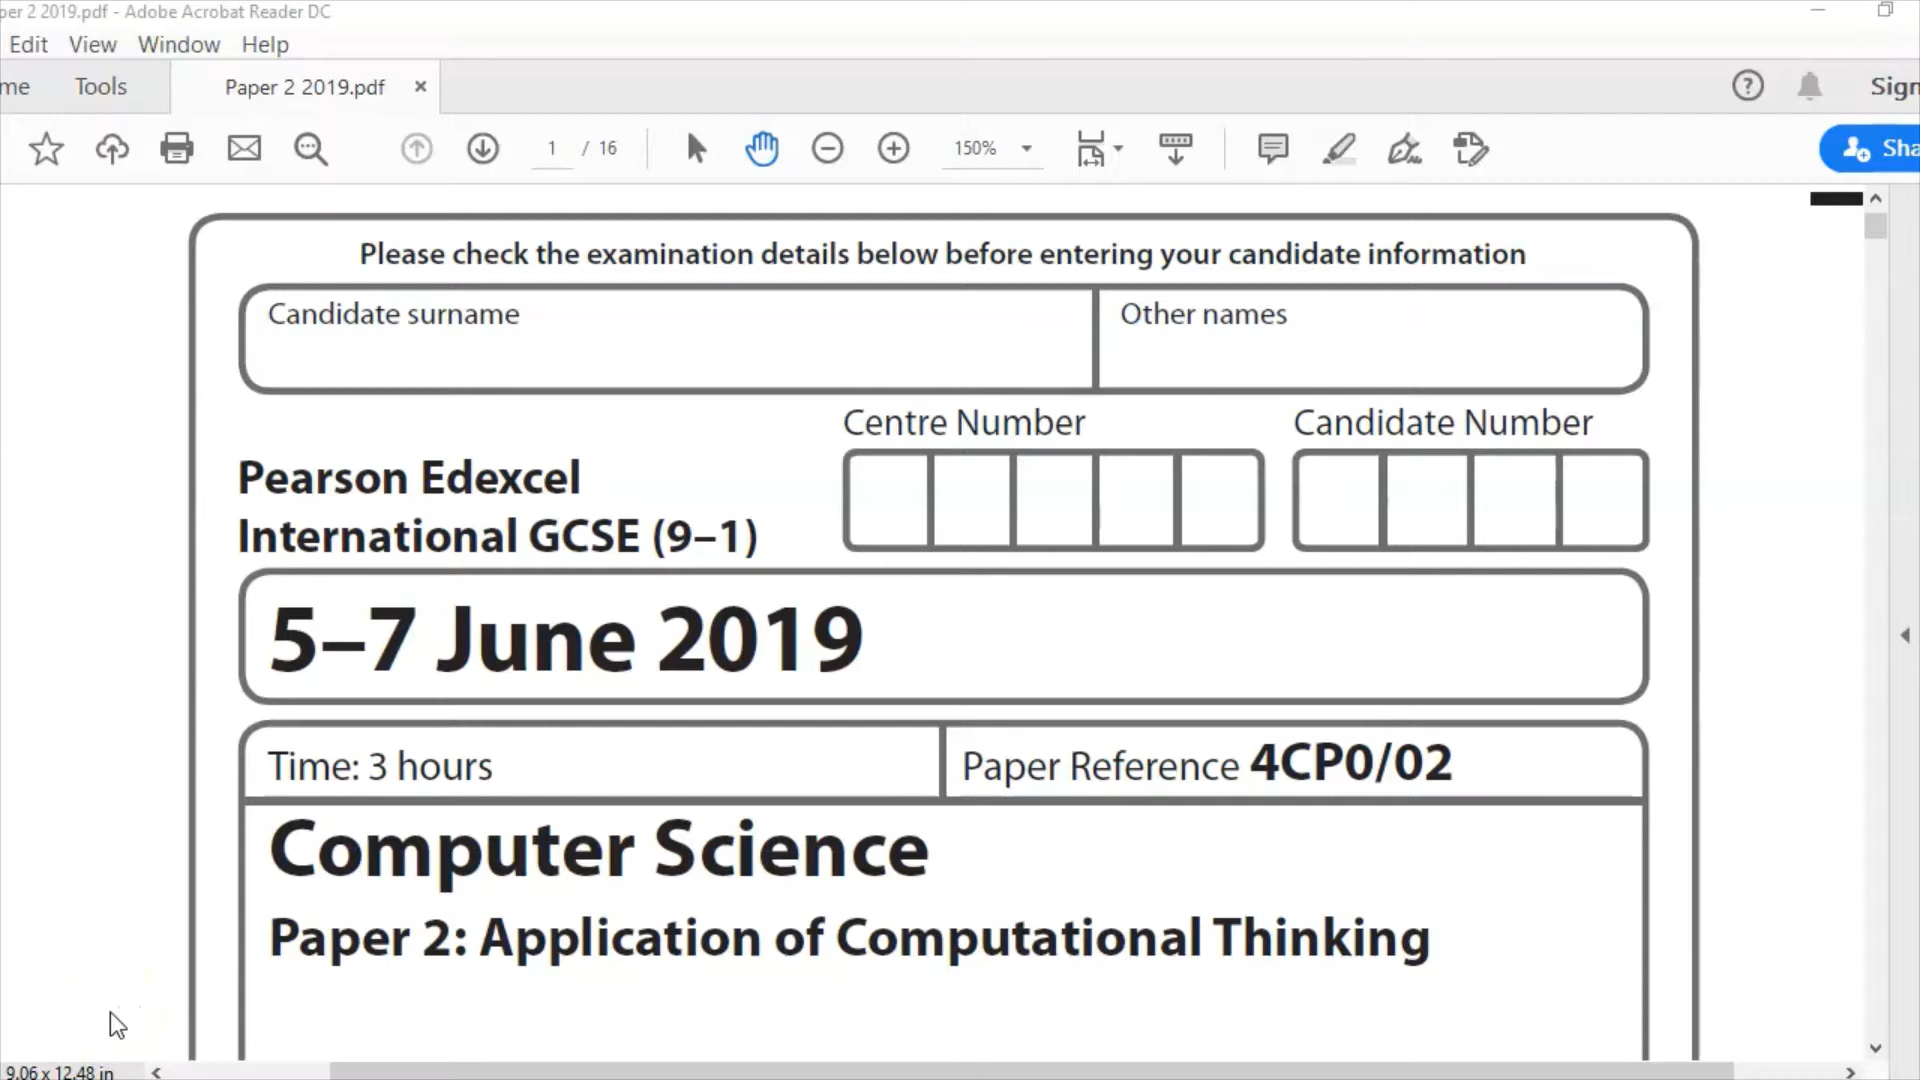 per 2 2019.pdf - Adobe Acrobat Reader DC
Edit View Window Help
me Tools Paper 2 2019.pdf × ? Sign
1 / 16 150% Sha
Please check the examination details below before entering your candidate information
Candidate surname Other names
Centre Number Candidate Number
Pearson Edexcel
International GCSE (9–1)
5–7 June 2019
Time: 3 hours Paper Reference 4CP0/02
Computer Science
Paper 2: Application of Computational Thinking
9.06 x 12.48 in